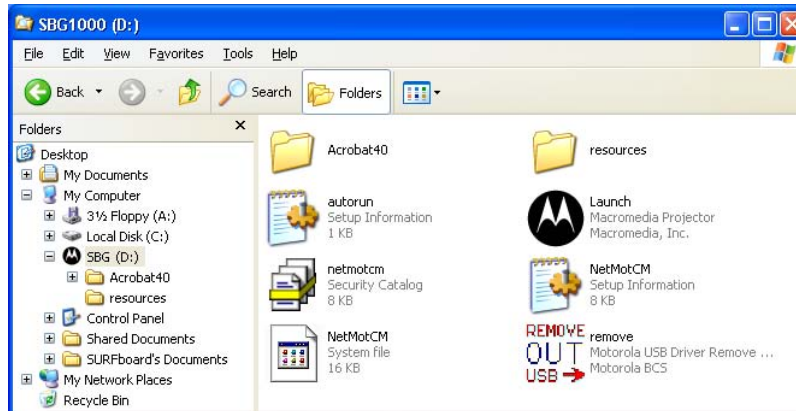 SBG1000 (D:)
File Edit View Favorites Tools Help
Back Search Folders
Folders
Desktop
My Documents
My Computer
3½ Floppy (A:)
Local Disk (C:)
SBG (D:)
Acrobat40
resources
Control Panel
Shared Documents
SURFboard's Documents
My Network Places
Recycle Bin
Acrobat40
resources
autorun
Setup Information
1 KB
Launch
Macromedia Projector
Macromedia, Inc.
netmotcm
Security Catalog
8 KB
NetMotCM
Setup Information
8 KB
NetMotCM
System file
16 KB
REMOVE
OUT
USB
remove
Motorola USB Driver Remove ...
Motorola BCS